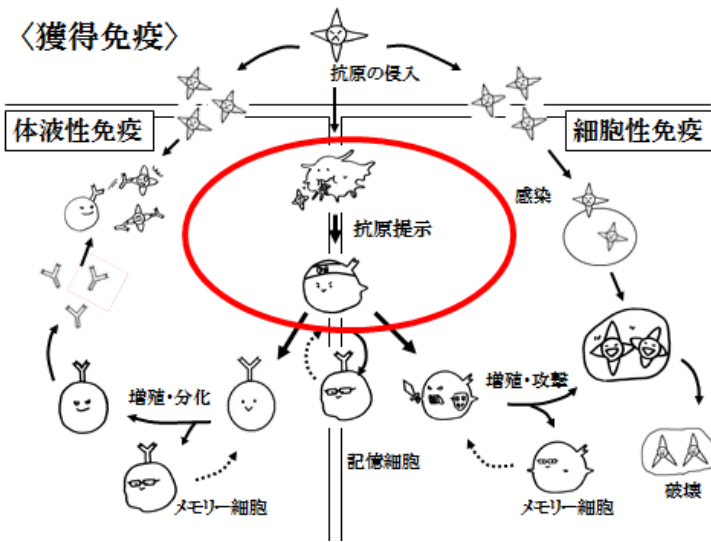 〈獲得免疫〉
抗原の侵入
体液性免疫
細胞性免疫
感染
抗原提示
増殖・分化
増殖・攻撃
記憶細胞
メモリー細胞
メモリー細胞
破壊